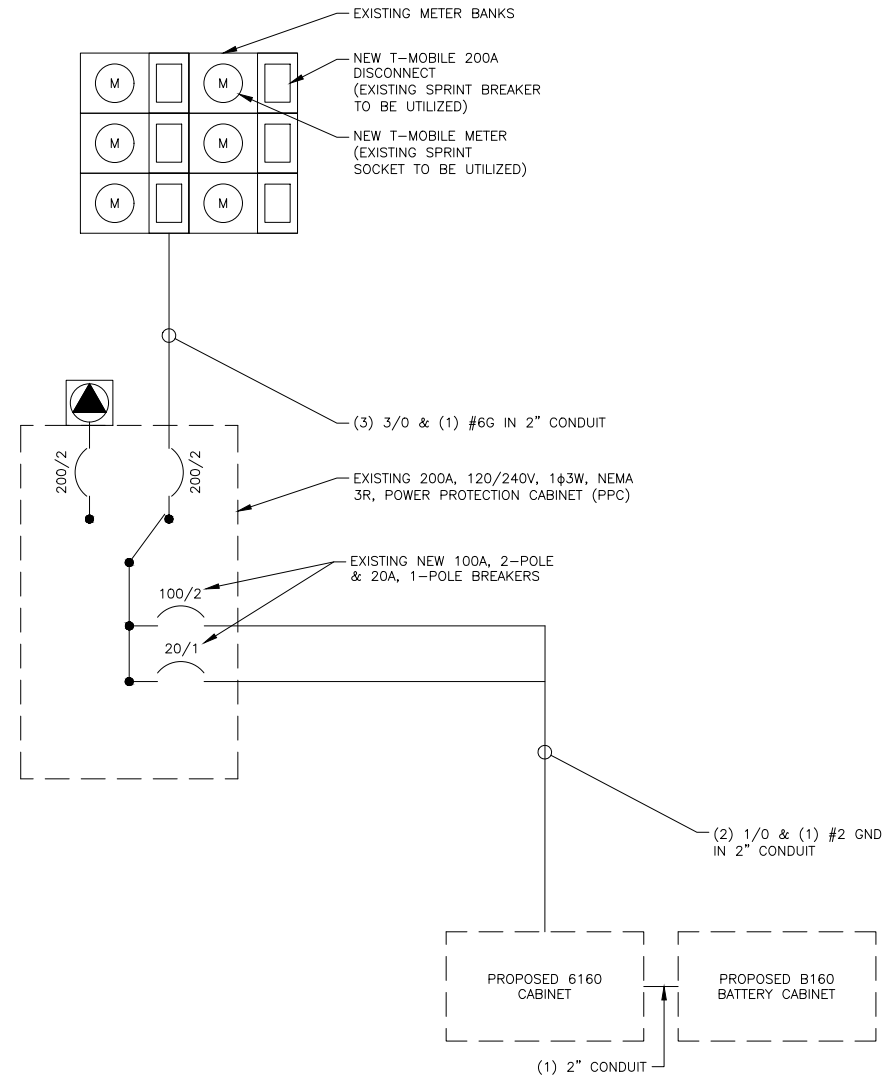 EXISTING METER BANKS
NEW T-MOBILE 200A
DISCONNECT
(EXISTING SPRINT BREAKER
TO BE UTILIZED)
NEW T-MOBILE METER
(EXISTING SPRINT
SOCKET TO BE UTILIZED)
M
M
M
M
M
M
(3) 3/0 & (1) #6G IN 2" CONDUIT
200/2
200/2
EXISTING 200A, 120/240V, 1ϕ3W, NEMA
3R, POWER PROTECTION CABINET (PPC)
EXISTING NEW 100A, 2-POLE
& 20A, 1-POLE BREAKERS
100/2
20/1
(2) 1/0 & (1) #2 GND
IN 2" CONDUIT
PROPOSED 6160
CABINET
PROPOSED B160
BATTERY CABINET
(1) 2" CONDUIT